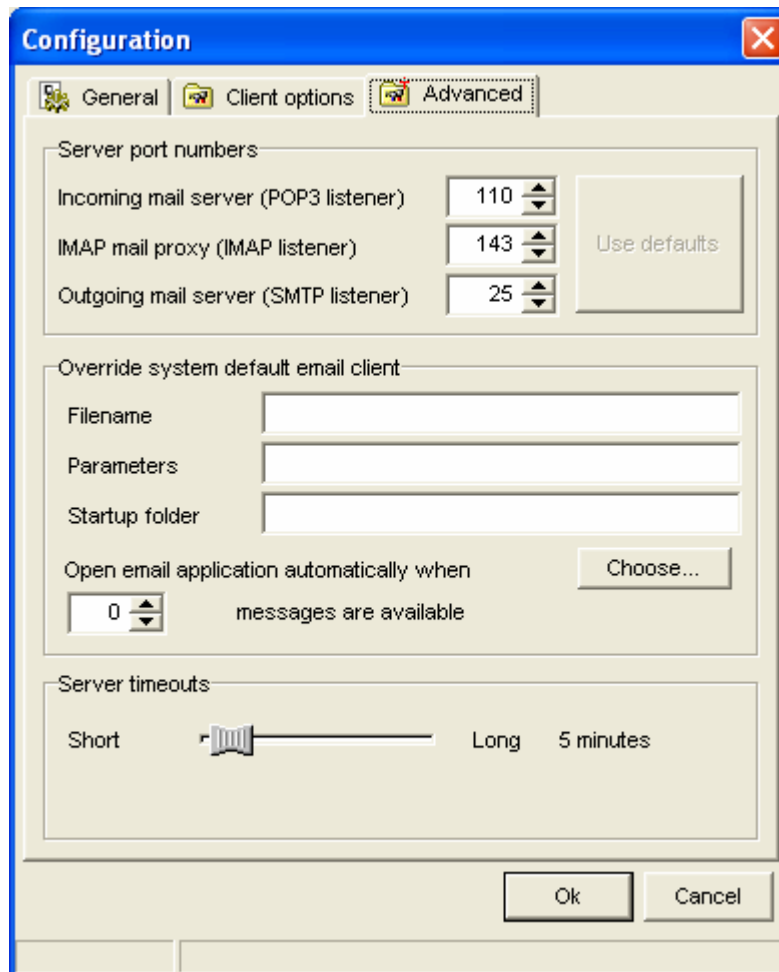 Configuration
General Client options Advanced
Server port numbers
Incoming mail server (POP3 listener) 110
IMAP mail proxy (IMAP listener) 143 Use defaults
Outgoing mail server (SMTP listener) 25
Override system default email client
Filename
Parameters
Startup folder
Open email application automatically when Choose...
0 messages are available
Server timeouts
Short Long 5 minutes
Ok Cancel